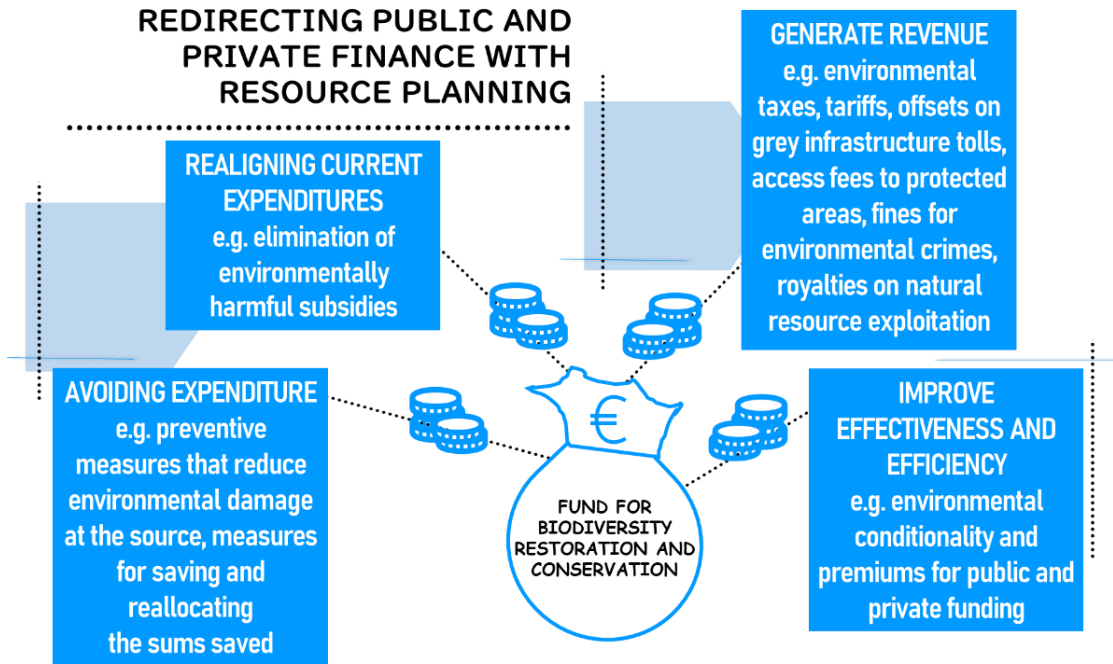 REDIRECTING PUBLIC AND
PRIVATE FINANCE WITH
RESOURCE PLANNING
REALIGNING CURRENT
EXPENDITURES
e.g. elimination of
environmentally
harmful subsidies
GENERATE REVENUE
e.g. environmental
taxes, tariffs, offsets on
grey infrastructure tolls,
access fees to protected
areas, fines for
environmental crimes,
royalties on natural
resource exploitation
AVOIDING EXPENDITURE
e.g. preventive
measures that reduce
environmental damage
at the source, measures
for saving and
reallocating
the sums saved
€
FUND FOR
BIODIVERSITY
RESTORATION AND
CONSERVATION
IMPROVE
EFFECTIVENESS AND
EFFICIENCY
e.g. environmental
conditionality and
premiums for public and
private funding